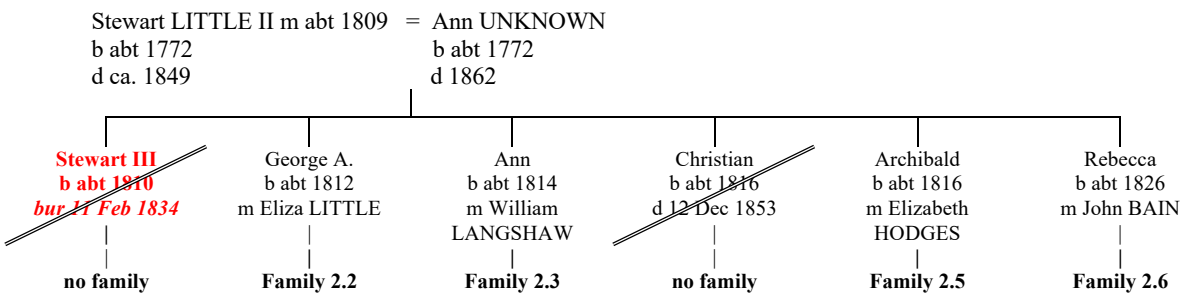 Stewart LITTLE II m abt 1809 = Ann UNKNOWN
b abt 1772 b abt 1772
d ca. 1849 d 1862
Stewart III
b abt 1810
bur 11 Feb 1834
no family
George A.
b abt 1812
m Eliza LITTLE
Family 2.2
Ann
b abt 1814
m William
LANGSHAW
Family 2.3
Christian
b abt 1816
d 12 Dec 1853
no family
Archibald
b abt 1816
m Elizabeth
HODGES
Family 2.5
Rebecca
b abt 1826
m John BAIN
Family 2.6